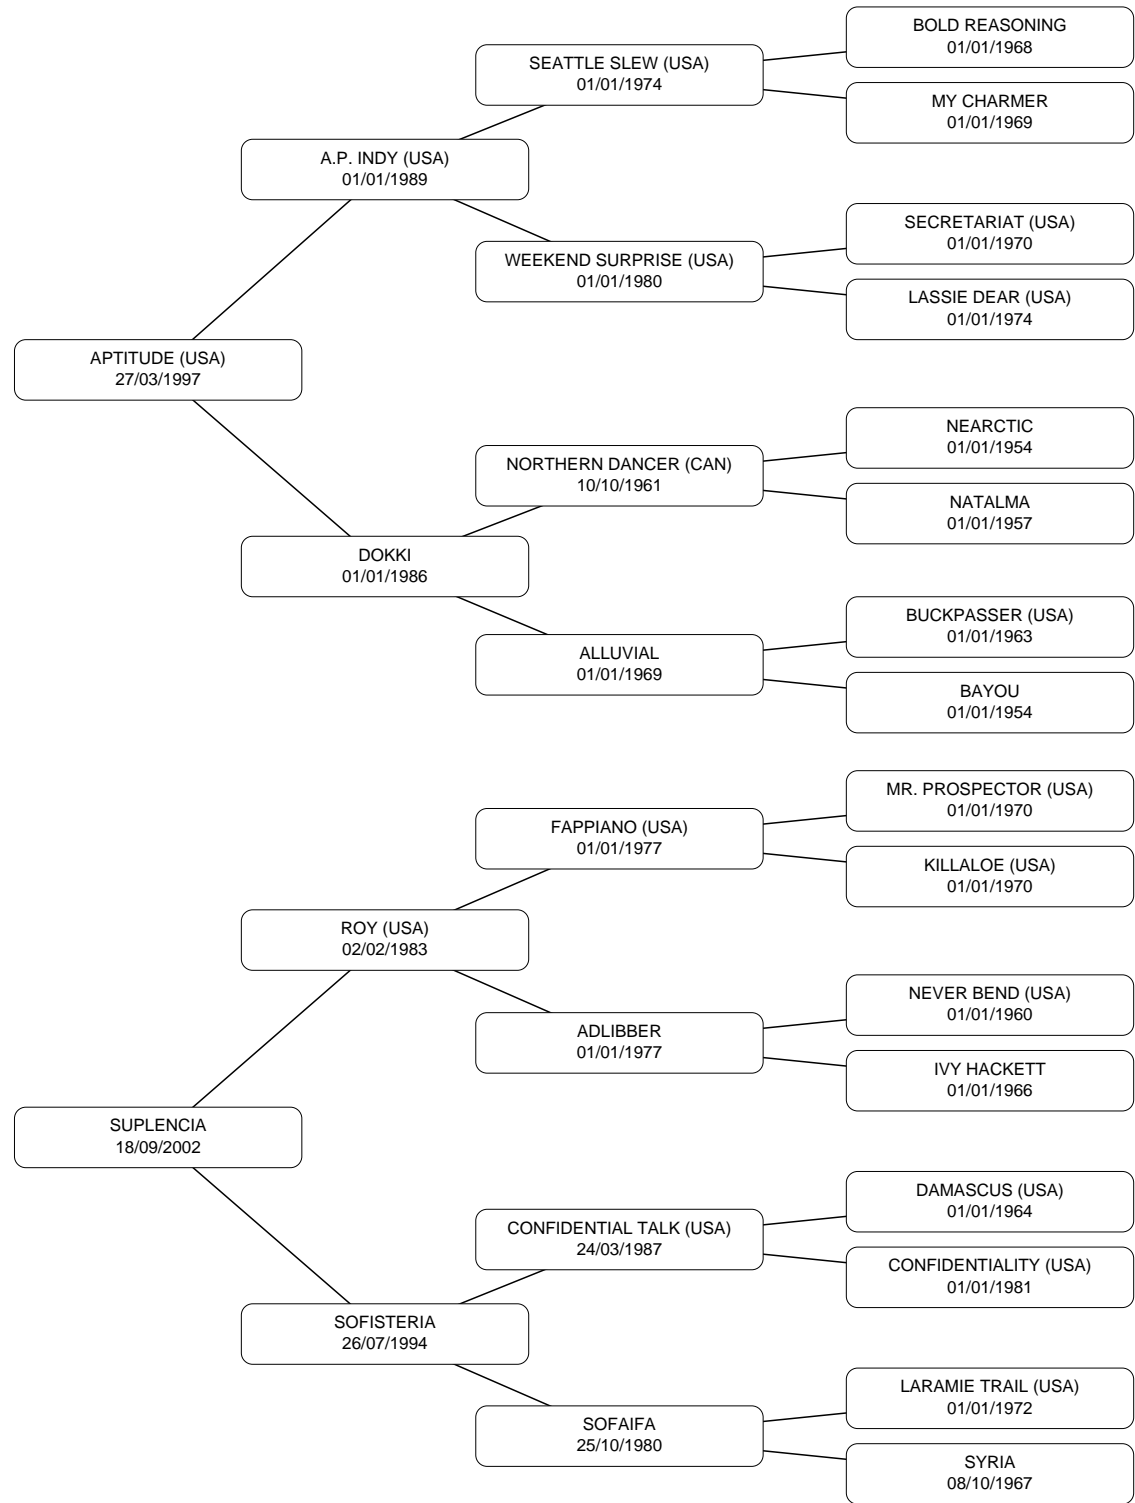 BOLD REASONING
01/01/1968
SEATTLE SLEW (USA)
01/01/1974
MY CHARMER
01/01/1969
A.P. INDY (USA)
01/01/1989
SECRETARIAT (USA)
01/01/1970
WEEKEND SURPRISE (USA)
01/01/1980
LASSIE DEAR (USA)
01/01/1974
APTITUDE (USA)
27/03/1997
NEARCTIC
01/01/1954
NORTHERN DANCER (CAN)
10/10/1961
NATALMA
01/01/1957
DOKKI
01/01/1986
BUCKPASSER (USA)
01/01/1963
ALLUVIAL
01/01/1969
BAYOU
01/01/1954
MR. PROSPECTOR (USA)
01/01/1970
FAPPIANO (USA)
01/01/1977
KILLALOE (USA)
01/01/1970
ROY (USA)
02/02/1983
NEVER BEND (USA)
01/01/1960
ADLIBBER
01/01/1977
IVY HACKETT
01/01/1966
SUPLENCIA
18/09/2002
DAMASCUS (USA)
01/01/1964
CONFIDENTIAL TALK (USA)
24/03/1987
CONFIDENTIALITY (USA)
01/01/1981
SOFISTERIA
26/07/1994
LARAMIE TRAIL (USA)
01/01/1972
SOFAIFA
25/10/1980
SYRIA
08/10/1967